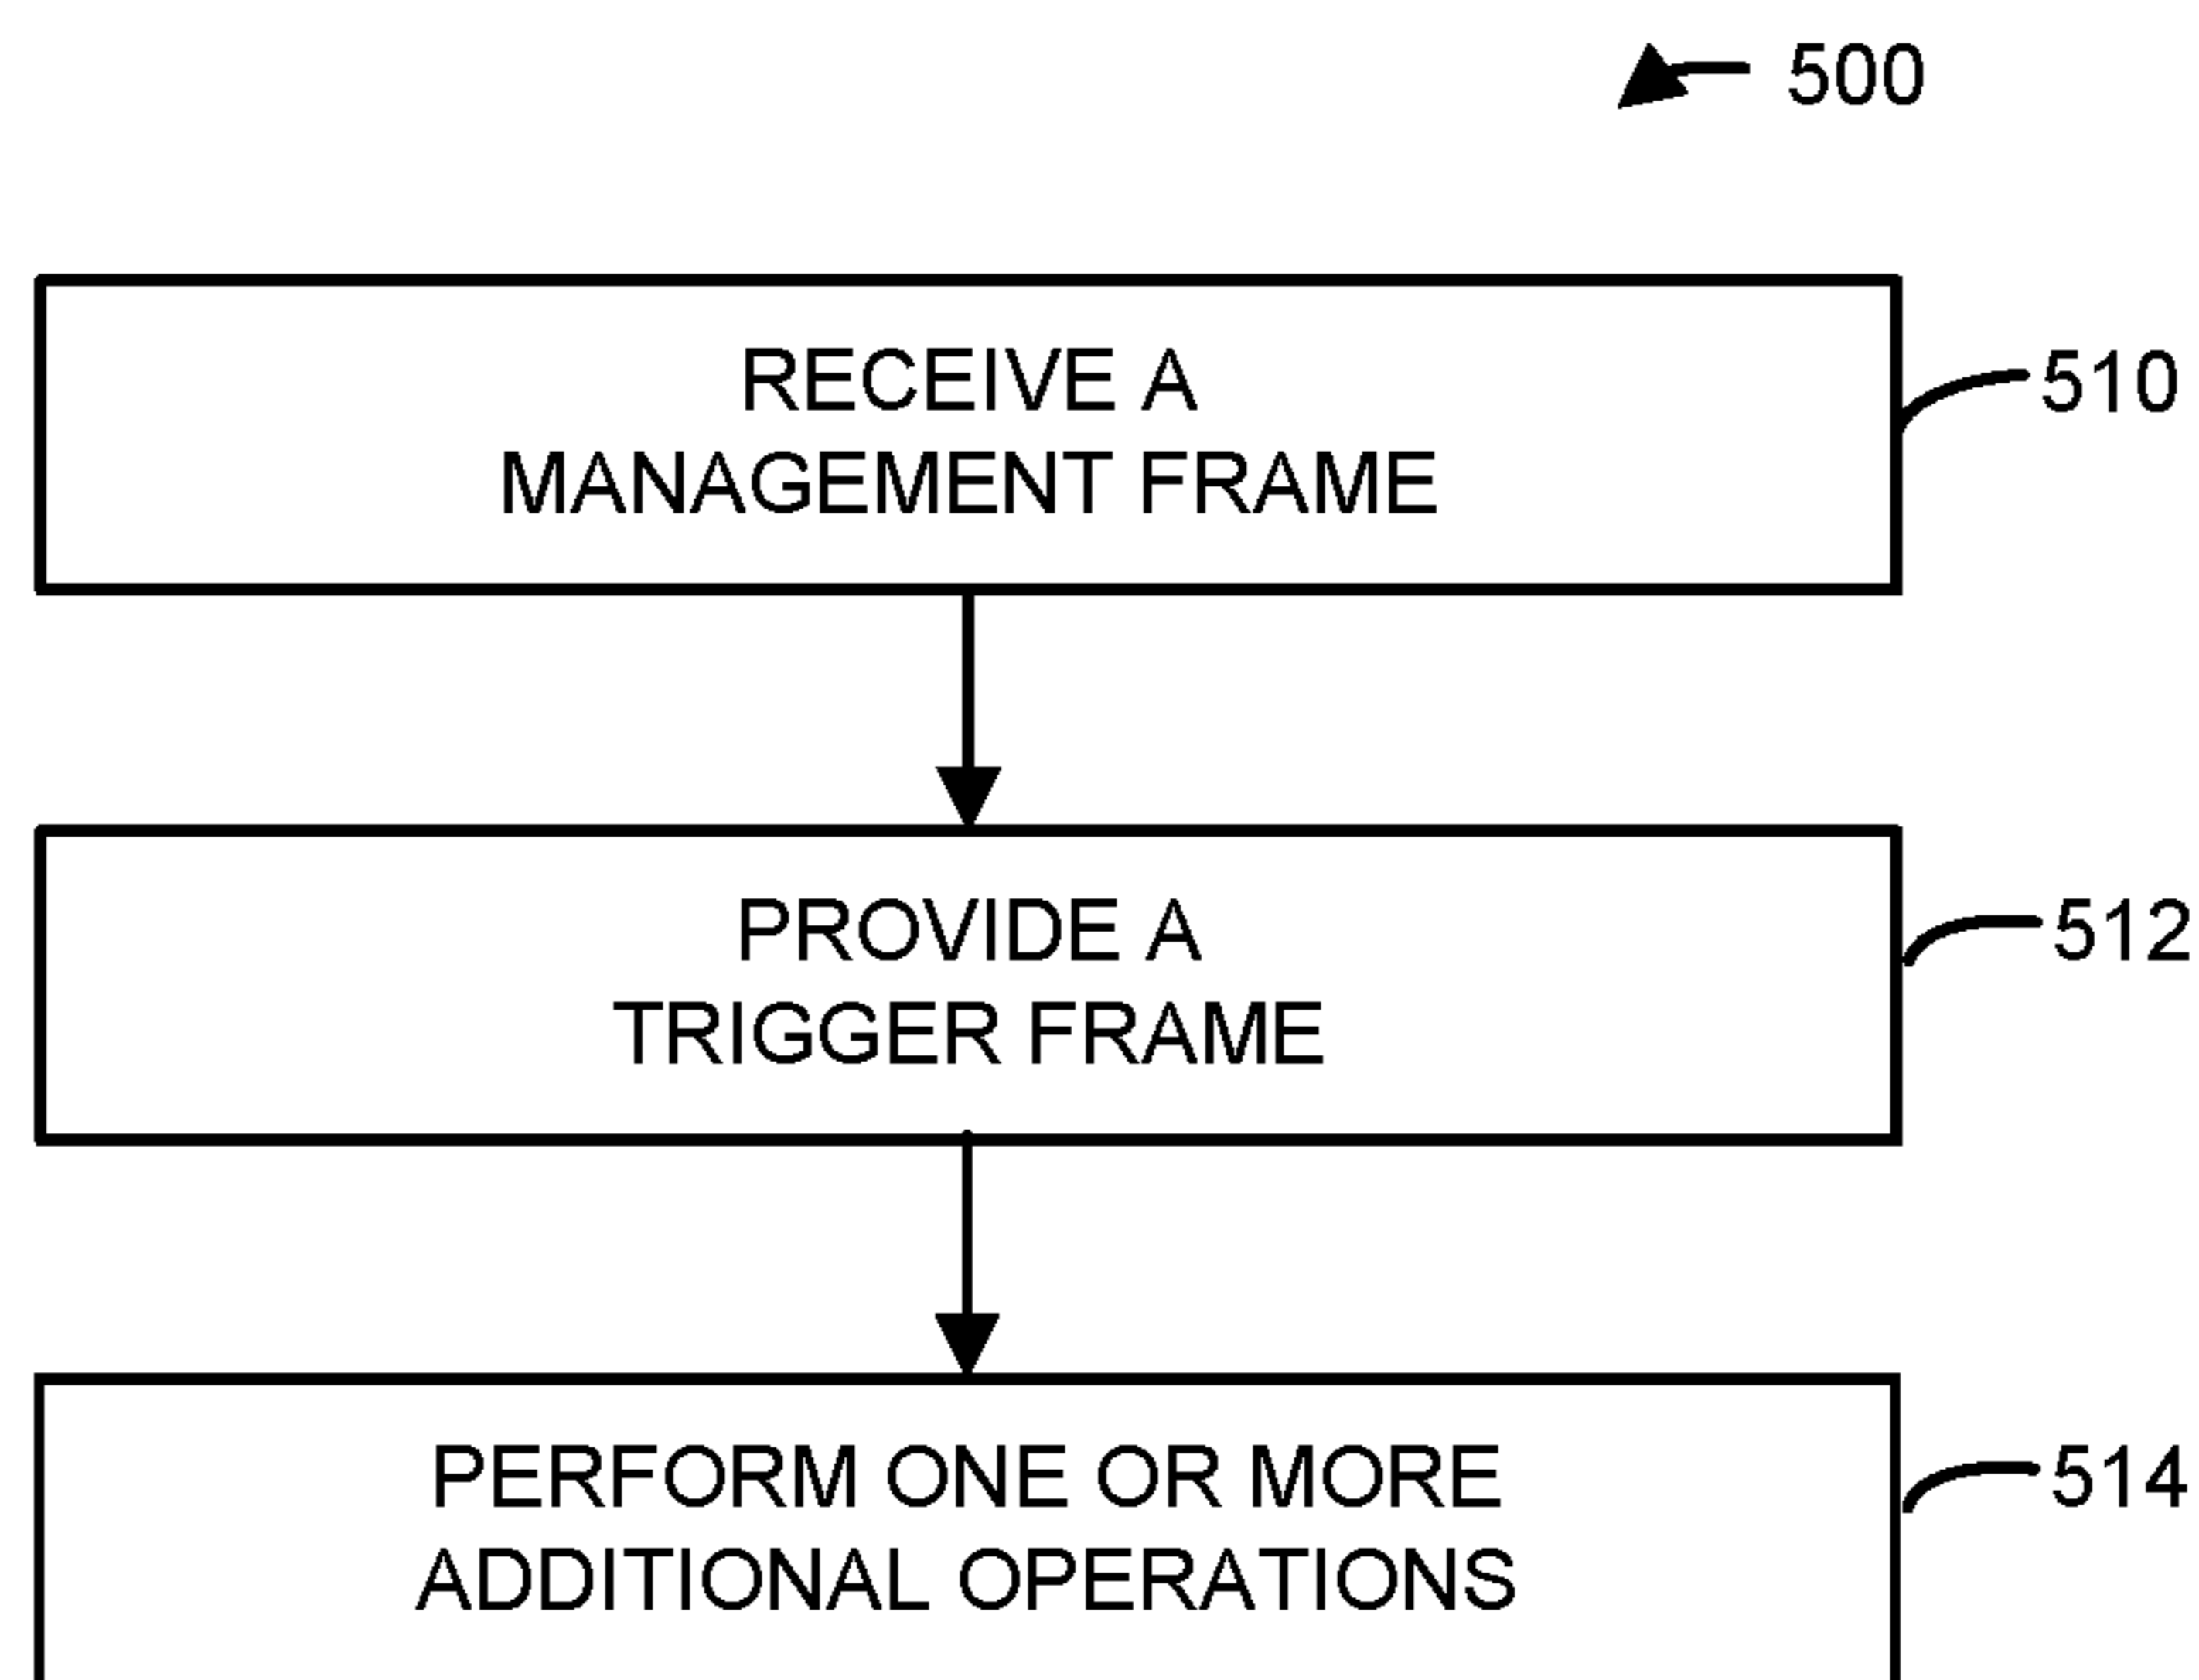 500
RECEIVE A
MANAGEMENT FRAME
510
PROVIDE A
TRIGGER FRAME
512
PERFORM ONE OR MORE
ADDITIONAL OPERATIONS
514